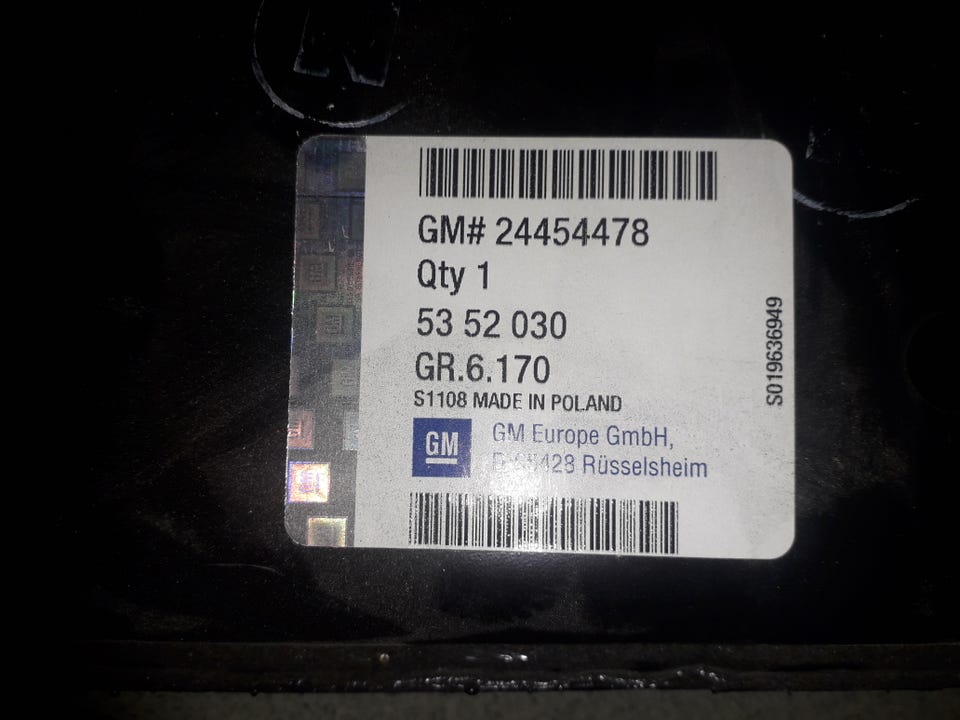 GM# 24454478
Qty 1
53 52 030
GR.6.170
S1108 MADE IN POLAND
GM
GM Europe GmbH,
Rüsselsheim
S019636949